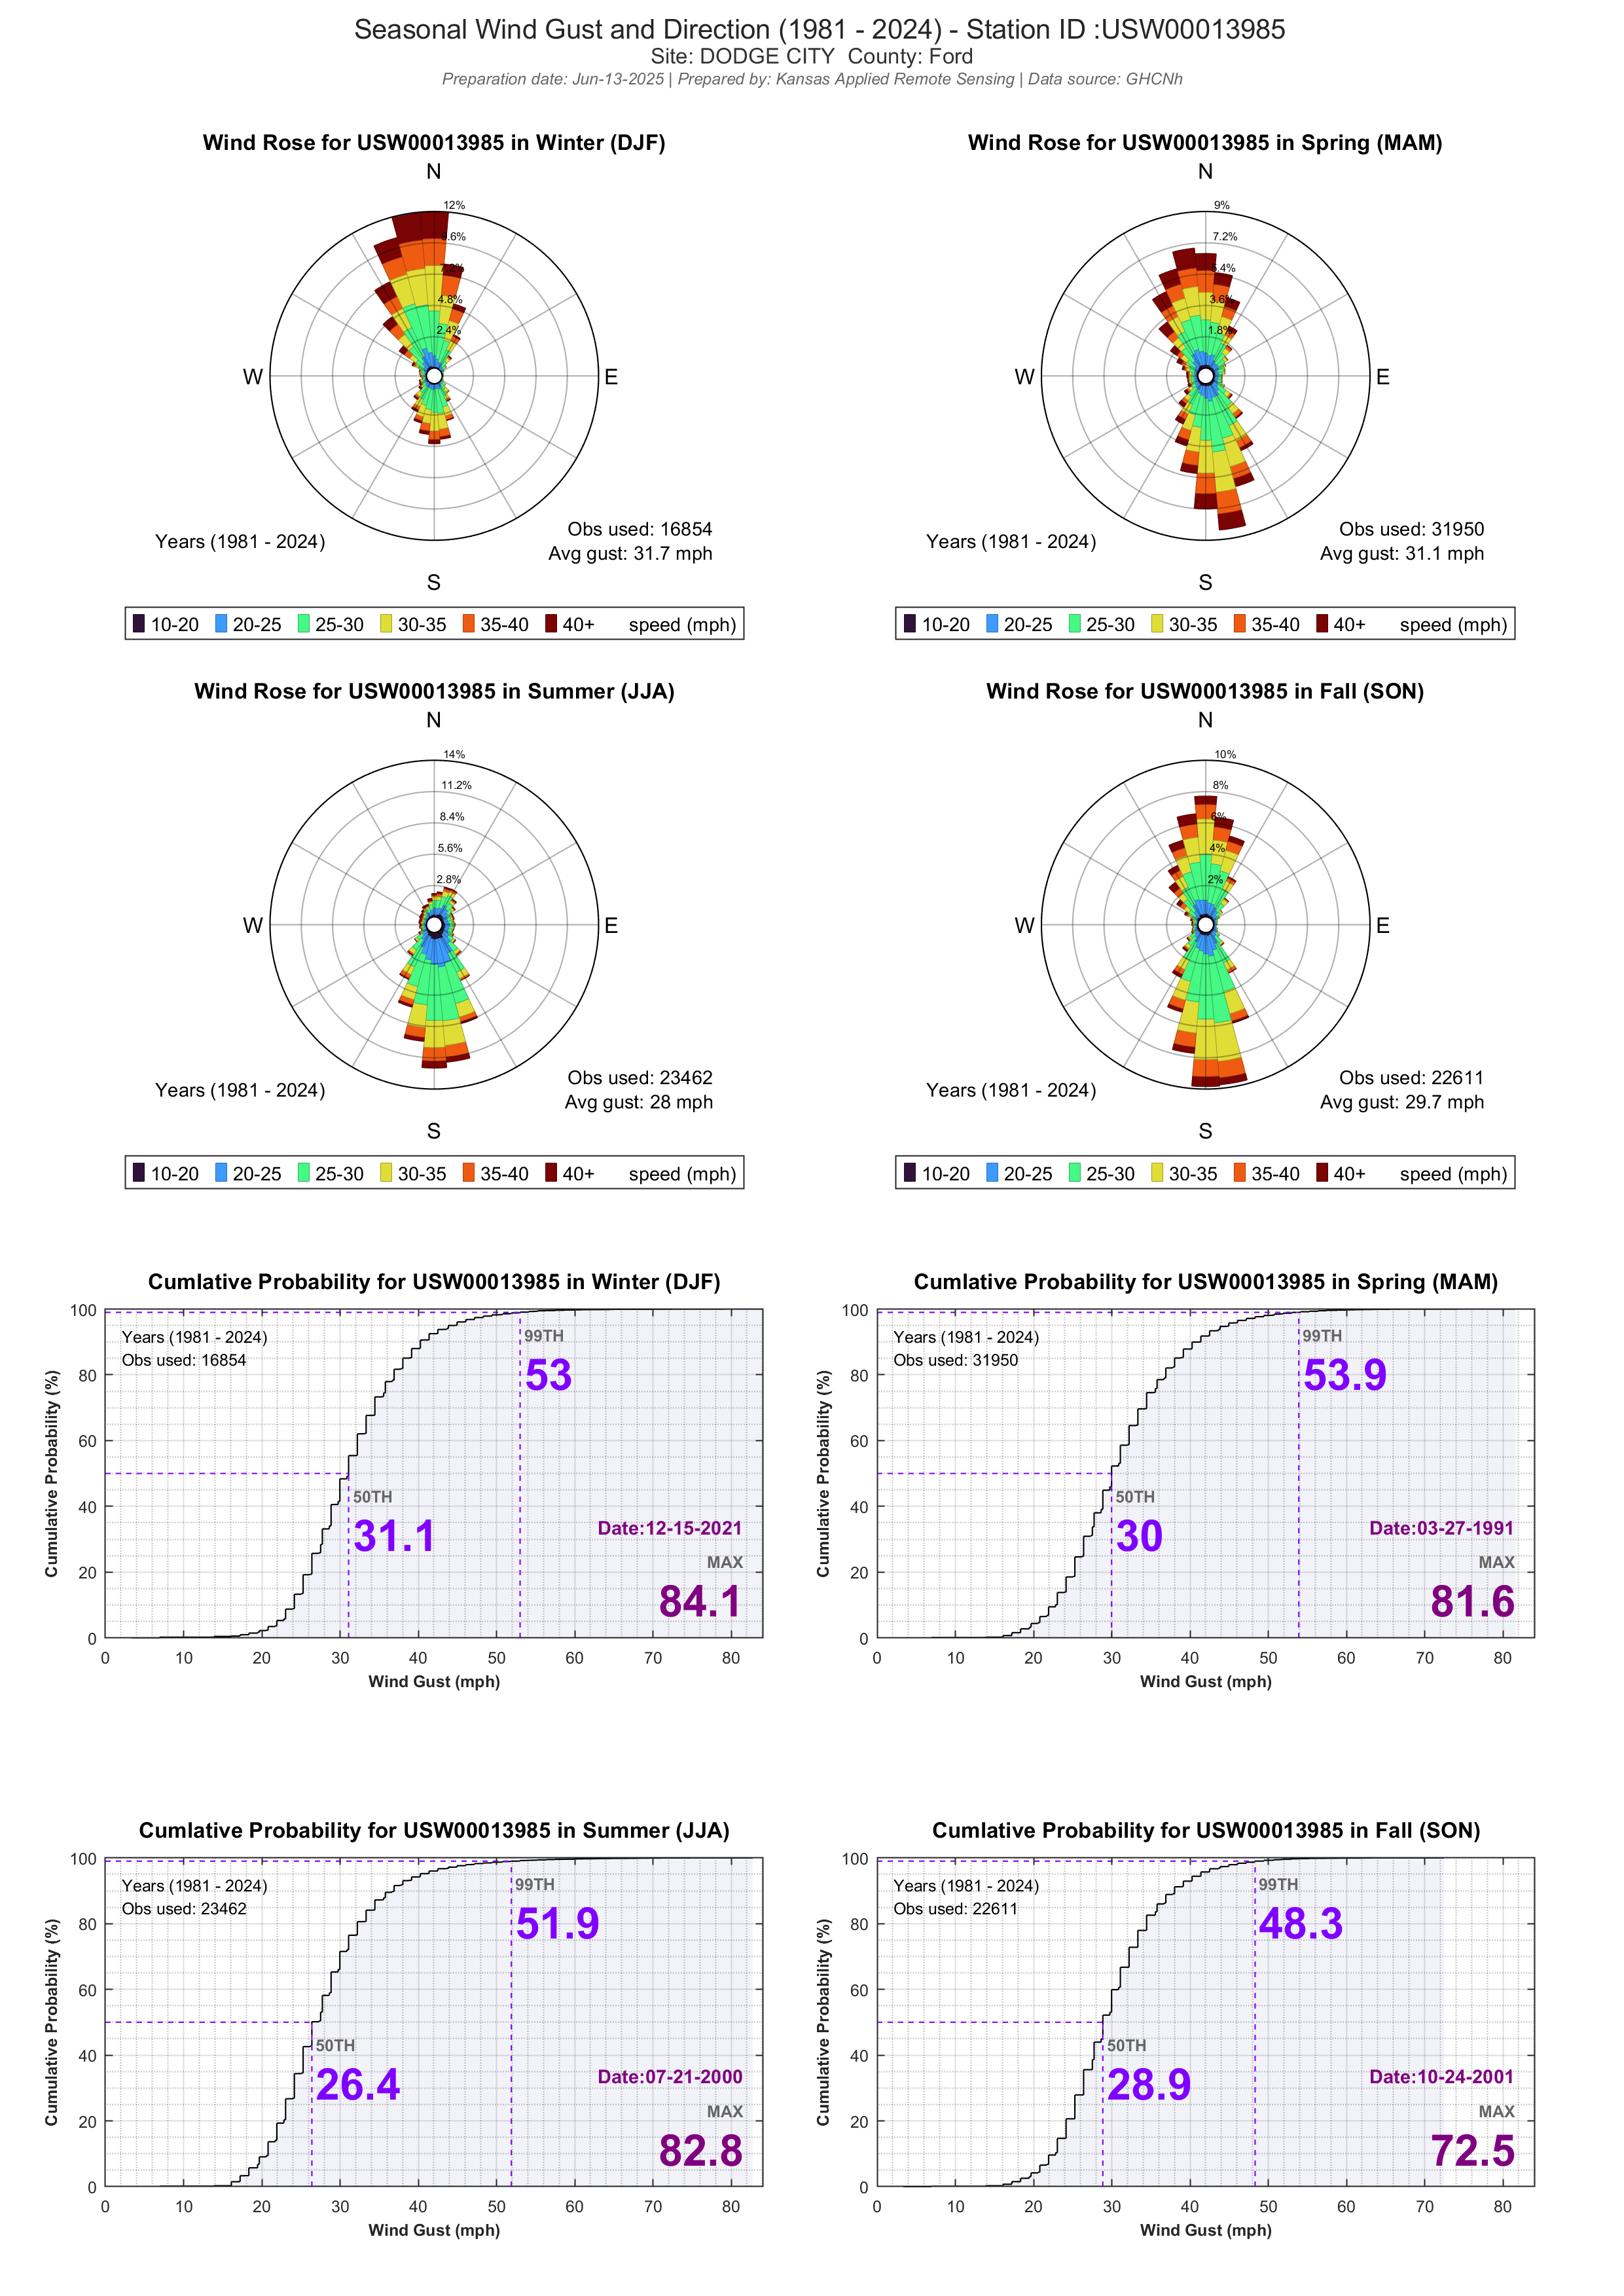 Seasonal Wind Gust and Direction (1981 - 2024) - Station ID :USW00013985
Site: DODGE CITY  County: Ford
Preparation date: Jun-13-2025 | Prepared by: Kansas Applied Remote Sensing | Data source: GHCNh
Wind Rose for USW00013985 in Winter (DJF)
N
12%
9.6%
7.2%
4.8%
2.4%
W
E
Years (1981 - 2024)
Obs used: 16854
Avg gust: 31.7 mph
S
10-20 20-25 25-30 30-35 35-40 40+ speed (mph)
Wind Rose for USW00013985 in Spring (MAM)
N
9%
7.2%
5.4%
3.6%
1.8%
W
E
Years (1981 - 2024)
Obs used: 31950
Avg gust: 31.1 mph
S
10-20 20-25 25-30 30-35 35-40 40+ speed (mph)
Wind Rose for USW00013985 in Summer (JJA)
N
14%
11.2%
8.4%
5.6%
2.8%
W
E
Years (1981 - 2024)
Obs used: 23462
Avg gust: 28 mph
S
10-20 20-25 25-30 30-35 35-40 40+ speed (mph)
Wind Rose for USW00013985 in Fall (SON)
N
10%
8%
6%
4%
2%
W
E
Years (1981 - 2024)
Obs used: 22611
Avg gust: 29.7 mph
S
10-20 20-25 25-30 30-35 35-40 40+ speed (mph)
Cumlative Probability for USW00013985 in Winter (DJF)
Cumulative Probability (%)
100
80
60
40
20
0
Years (1981 - 2024)
Obs used: 16854
99TH
53
50TH
31.1
Date:12-15-2021
MAX
84.1
0 10 20 30 40 50 60 70 80
Wind Gust (mph)
Cumlative Probability for USW00013985 in Spring (MAM)
Cumulative Probability (%)
100
80
60
40
20
0
Years (1981 - 2024)
Obs used: 31950
99TH
53.9
50TH
30
Date:03-27-1991
MAX
81.6
0 10 20 30 40 50 60 70 80
Wind Gust (mph)
Cumlative Probability for USW00013985 in Summer (JJA)
Cumulative Probability (%)
100
80
60
40
20
0
Years (1981 - 2024)
Obs used: 23462
99TH
51.9
50TH
26.4
Date:07-21-2000
MAX
82.8
0 10 20 30 40 50 60 70 80
Wind Gust (mph)
Cumlative Probability for USW00013985 in Fall (SON)
Cumulative Probability (%)
100
80
60
40
20
0
Years (1981 - 2024)
Obs used: 22611
99TH
48.3
50TH
28.9
Date:10-24-2001
MAX
72.5
0 10 20 30 40 50 60 70 80
Wind Gust (mph)